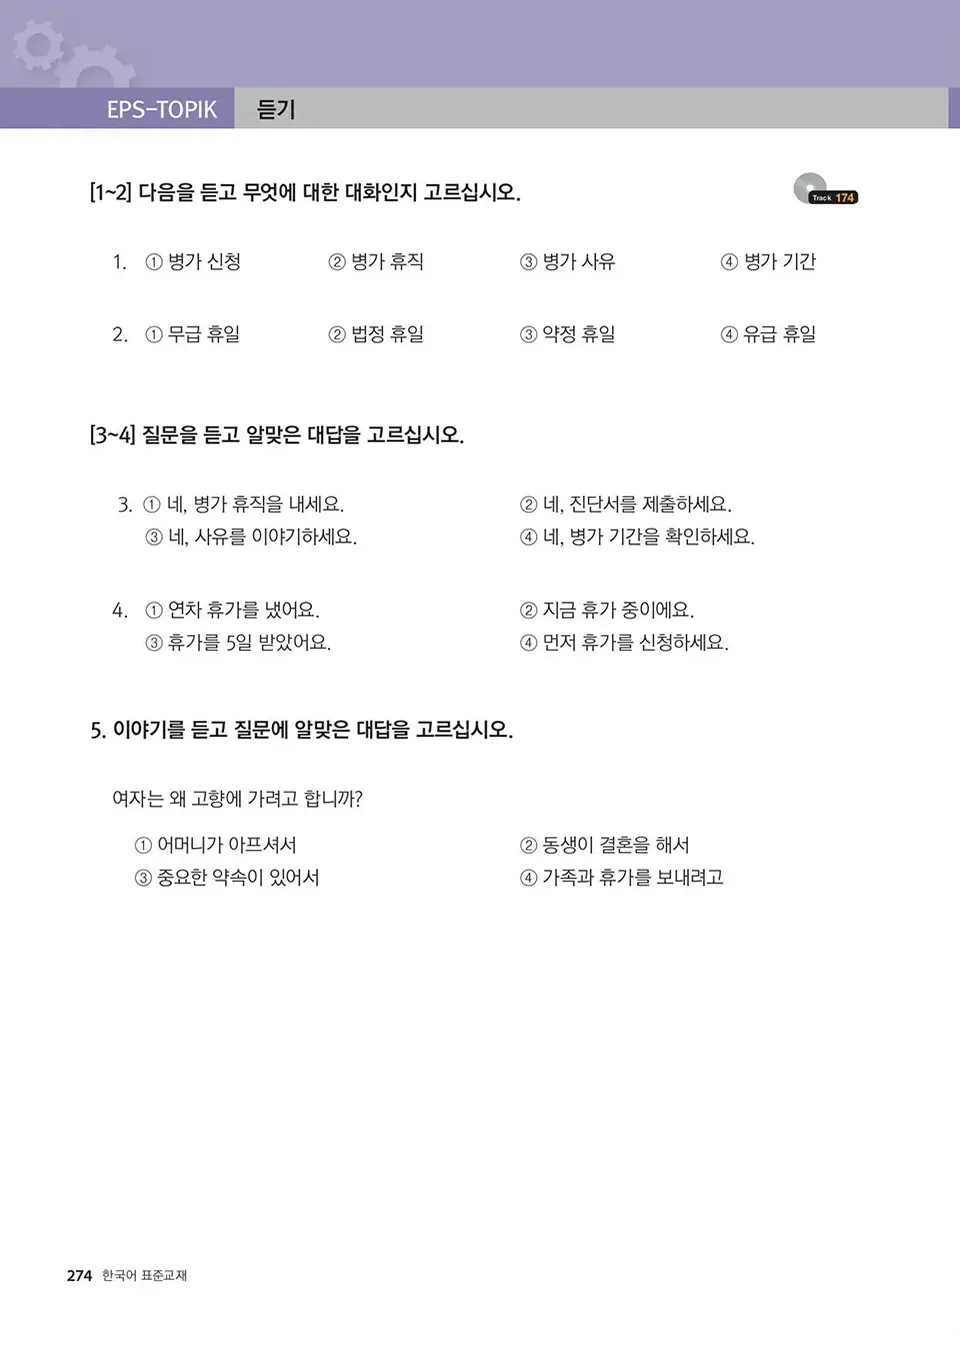 EPS-TOPIK 듣기
[1~2] 다음을 듣고 무엇에 대한 대화인지 고르십시오.
Track 174
1. ① 병가 신청 ② 병가 휴직 ③ 병가 사유 ④ 병가 기간
2. ① 무급 휴일 ② 법정 휴일 ③ 약정 휴일 ④ 유급 휴일
[3~4] 질문을 듣고 알맞은 대답을 고르십시오.
3. ① 네, 병가 휴직을 내세요. ② 네, 진단서를 제출하세요.
③ 네, 사유를 이야기하세요. ④ 네, 병가 기간을 확인하세요.
4. ① 연차 휴가를 냈어요. ② 지금 휴가 중이에요.
③ 휴가를 5일 받았어요. ④ 먼저 휴가를 신청하세요.
5. 이야기를 듣고 질문에 알맞은 대답을 고르십시오.
여자는 왜 고향에 가려고 합니까?
① 어머니가 아프셔서 ② 동생이 결혼을 해서
③ 중요한 약속이 있어서 ④ 가족과 휴가를 보내려고
274 한국어 표준교재